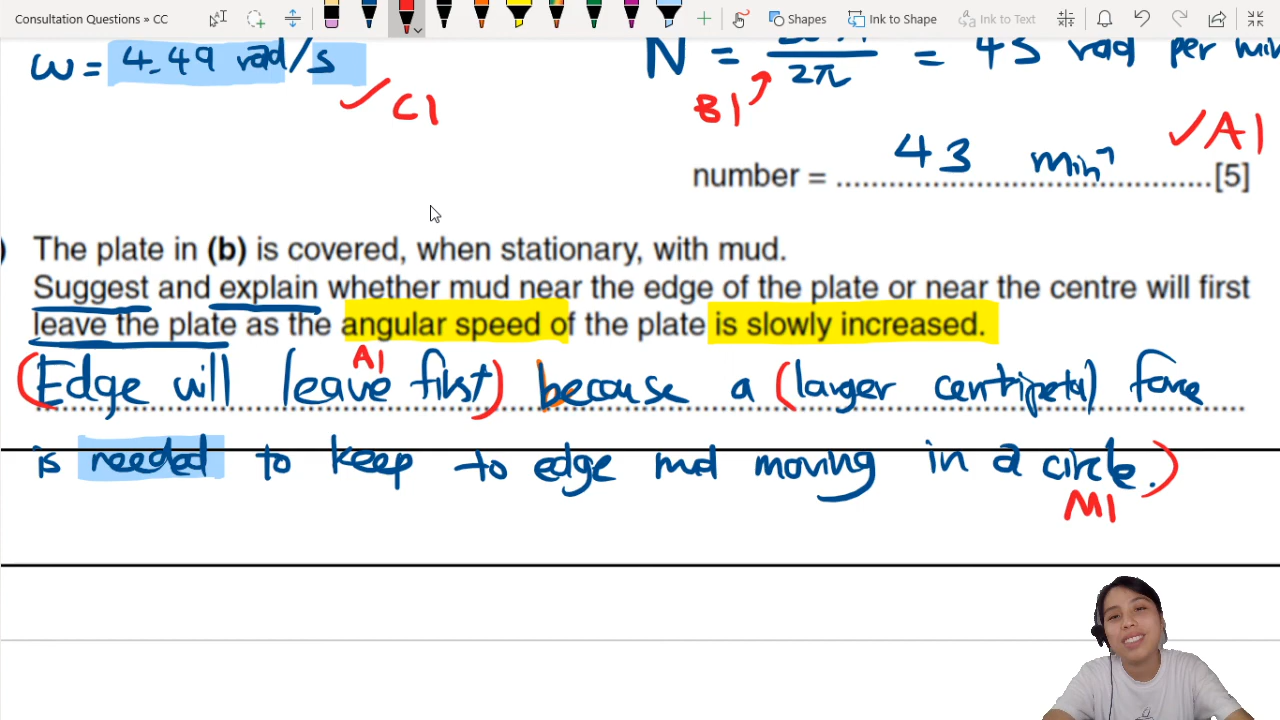 Consultation Questions » CC
Shapes
Ink to Shape
Ink to Text
ω = 4.49 rad/s
✓ C1
N = / 2π = 43 rad per min
B1
✓ A1
number = 43 min⁻¹ [5]
) The plate in (b) is covered, when stationary, with mud.
Suggest and explain whether mud near the edge of the plate or near the centre will first
leave the plate as the angular speed of the plate is slowly increased.
A1
(Edge will leave first) because a (larger centripetal force
is needed to keep to edge mud moving in a circle.)
M1